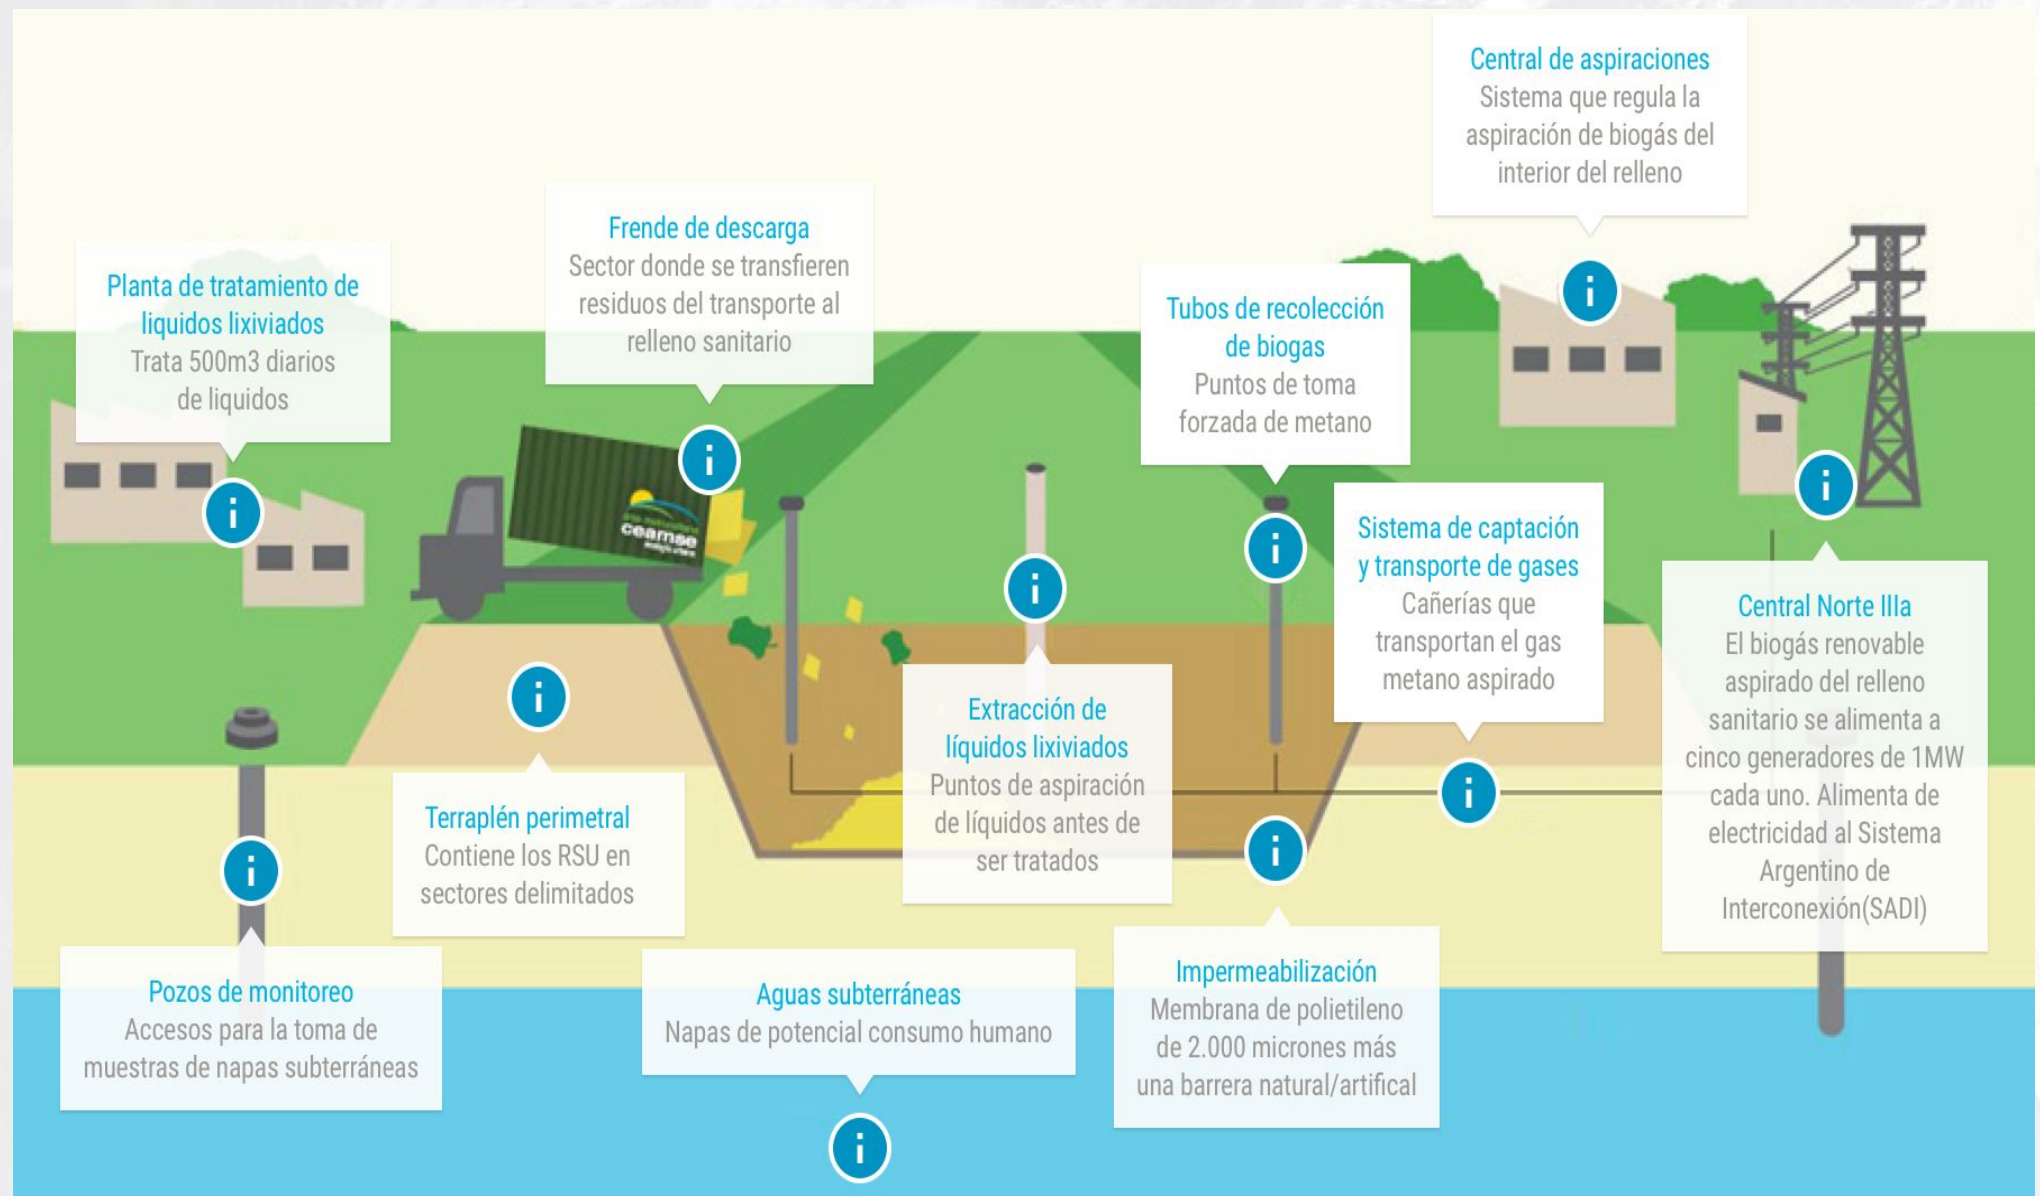 Central de aspiraciones
Sistema que regula la
aspiración de biogás del
interior del relleno
Frende de descarga
Sector donde se transfieren
residuos del transporte al
relleno sanitario
Planta de tratamiento de
liquidos lixiviados
Trata 500m3 diarios
de liquidos
Tubos de recolección
de biogas
Puntos de toma
forzada de metano
ceamse
Sistema de captación
y transporte de gases
Cañerías que
transportan el gas
metano aspirado
Central Norte IIIa
El biogás renovable
aspirado del relleno
sanitario se alimenta a
cinco generadores de 1MW
cada uno. Alimenta de
electricidad al Sistema
Argentino de
Interconexión(SADI)
Extracción de
líquidos lixiviados
Puntos de aspiración
de líquidos antes de
ser tratados
Terraplén perimetral
Contiene los RSU en
sectores delimitados
Pozos de monitoreo
Accesos para la toma de
muestras de napas subterráneas
Aguas subterráneas
Napas de potencial consumo humano
Impermeabilización
Membrana de polietileno
de 2.000 micrones más
una barrera natural/artifical